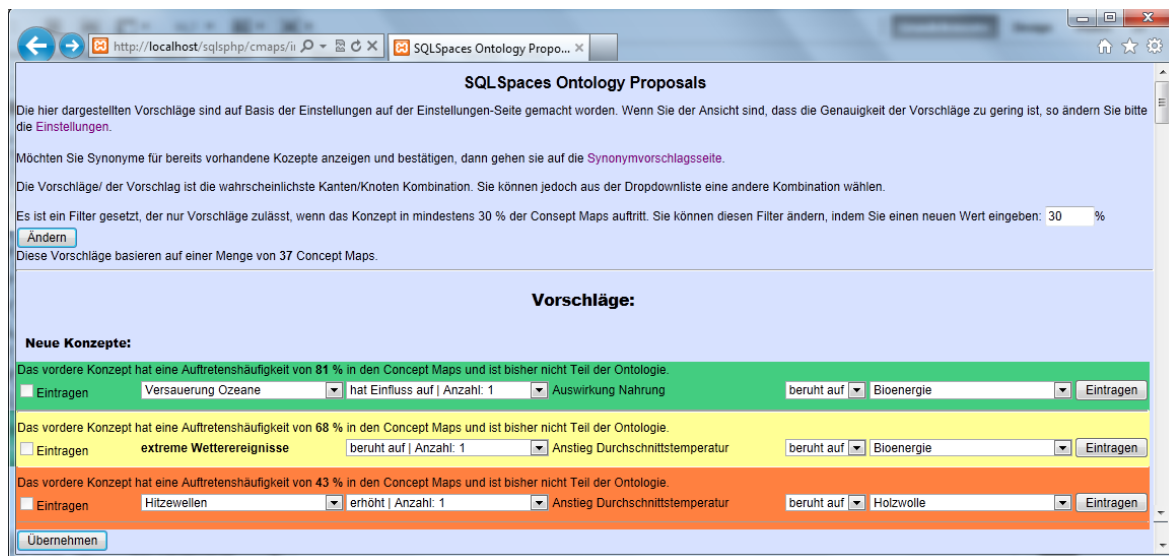 http://localhost/sqlsphp/cmaps/i
SQLSpaces Ontology Propo...
SQLSpaces Ontology Proposals
Die hier dargestellten Vorschläge sind auf Basis der Einstellungen auf der Einstellungen-Seite gemacht worden. Wenn Sie der Ansicht sind, dass die Genauigkeit der Vorschläge zu gering ist, so ändern Sie bitte
die Einstellungen.
Möchten Sie Synonyme für bereits vorhandene Kozepte anzeigen und bestätigen, dann gehen sie auf die Synonymvorschlagsseite.
Die Vorschläge/ der Vorschlag ist die wahrscheinlichste Kanten/Knoten Kombination. Sie können jedoch aus der Dropdownliste eine andere Kombination wählen.
Es ist ein Filter gesetzt, der nur Vorschläge zulässt, wenn das Konzept in mindestens 30 % der Consept Maps auftritt. Sie können diesen Filter ändern, indem Sie einen neuen Wert eingeben: 30 %
Ändern
Diese Vorschläge basieren auf einer Menge von 37 Concept Maps.
Vorschläge:
Neue Konzepte:
Das vordere Konzept hat eine Auftretenshäufigkeit von 81 % in den Concept Maps und ist bisher nicht Teil der Ontologie.
Eintragen Versauerung Ozeane hat Einfluss auf | Anzahl: 1 Auswirkung Nahrung beruht auf Bioenergie Eintragen
Das vordere Konzept hat eine Auftretenshäufigkeit von 68 % in den Concept Maps und ist bisher nicht Teil der Ontologie.
Eintragen extreme Wetterereignisse beruht auf | Anzahl: 1 Anstieg Durchschnittstemperatur beruht auf Bioenergie Eintragen
Das vordere Konzept hat eine Auftretenshäufigkeit von 43 % in den Concept Maps und ist bisher nicht Teil der Ontologie.
Eintragen Hitzewellen erhöht | Anzahl: 1 Anstieg Durchschnittstemperatur beruht auf Holzwolle Eintragen
Übernehmen